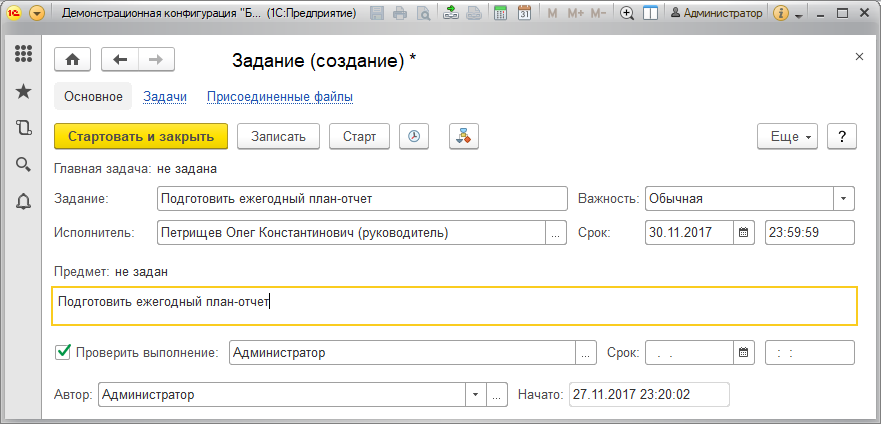 1С Демонстрационная конфигурация "Б... (1С:Предприятие) 31 M M+ M- Администратор i
Задание (создание) *
Основное Задачи Присоединенные файлы
Стартовать и закрыть Записать Старт Еще ?
Главная задача: не задана
Задание: Подготовить ежегодный план-отчет Важность: Обычная
Исполнитель: Петрищев Олег Константинович (руководитель) ... Срок: 30.11.2017 23:59:59
Предмет: не задан
Подготовить ежегодный план-отчет
Проверить выполнение: Администратор ... Срок: . . : :
Автор: Администратор ... Начато: 27.11.2017 23:20:02